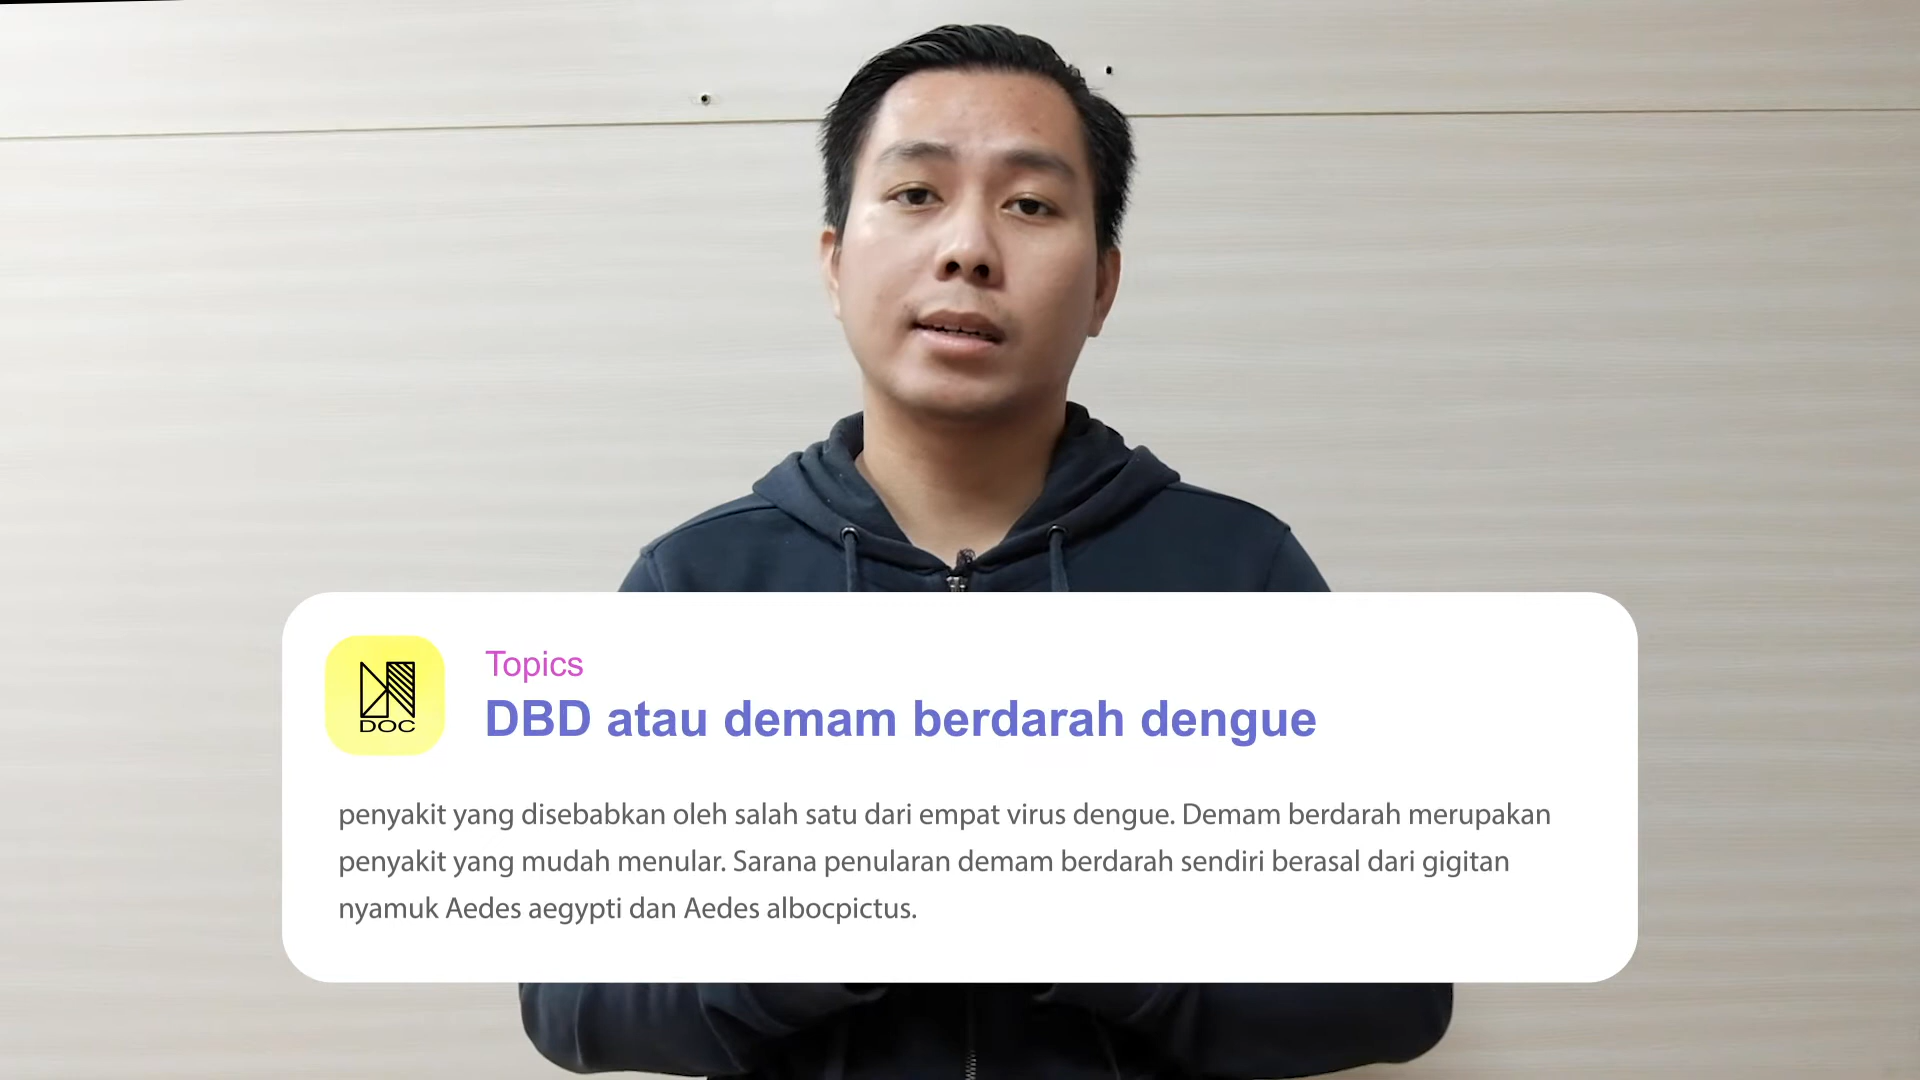 DOC
Topics
DBD atau demam berdarah dengue
penyakit yang disebabkan oleh salah satu dari empat virus dengue. Demam berdarah merupakan
penyakit yang mudah menular. Sarana penularan demam berdarah sendiri berasal dari gigitan
nyamuk Aedes aegypti dan Aedes albocpictus.